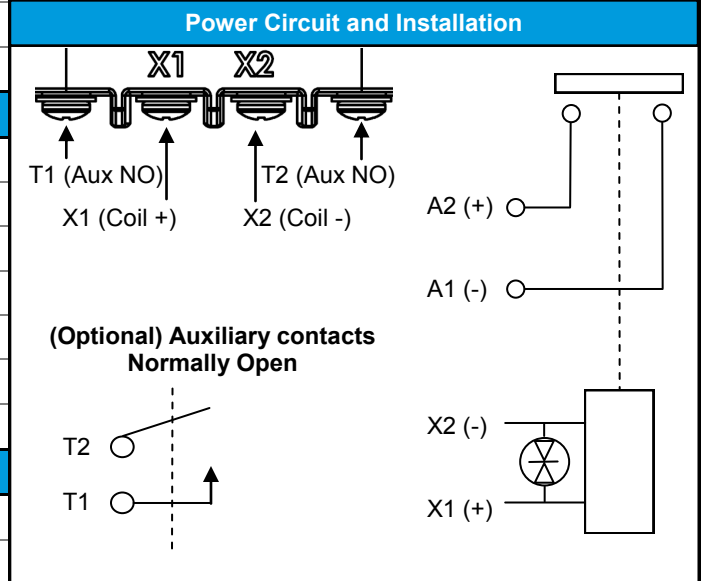 Power Circuit and Installation
X1 X2
T1 (Aux NO) T2 (Aux NO)
X1 (Coil +) X2 (Coil -)
A2 (+)
A1 (-)
(Optional) Auxiliary contacts
Normally Open
T2
T1
X2 (-)
X1 (+)